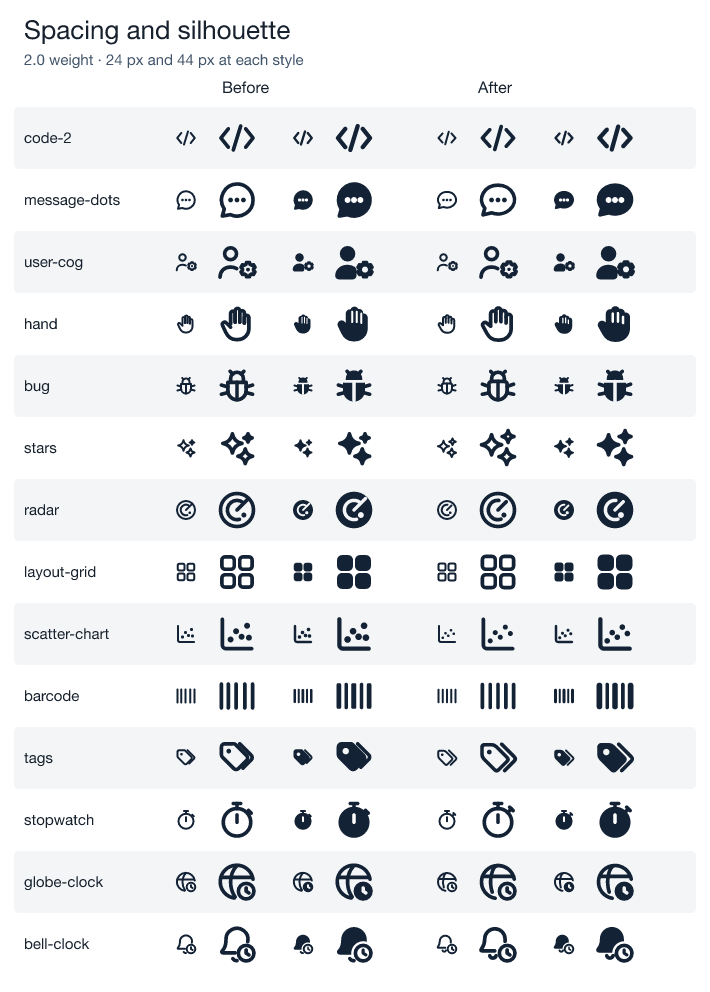 Spacing and silhouette
2.0 weight · 24 px and 44 px at each style
Before After
code-2
message-dots
user-cog
hand
bug
stars
radar
layout-grid
scatter-chart
barcode
tags
stopwatch
globe-clock
bell-clock